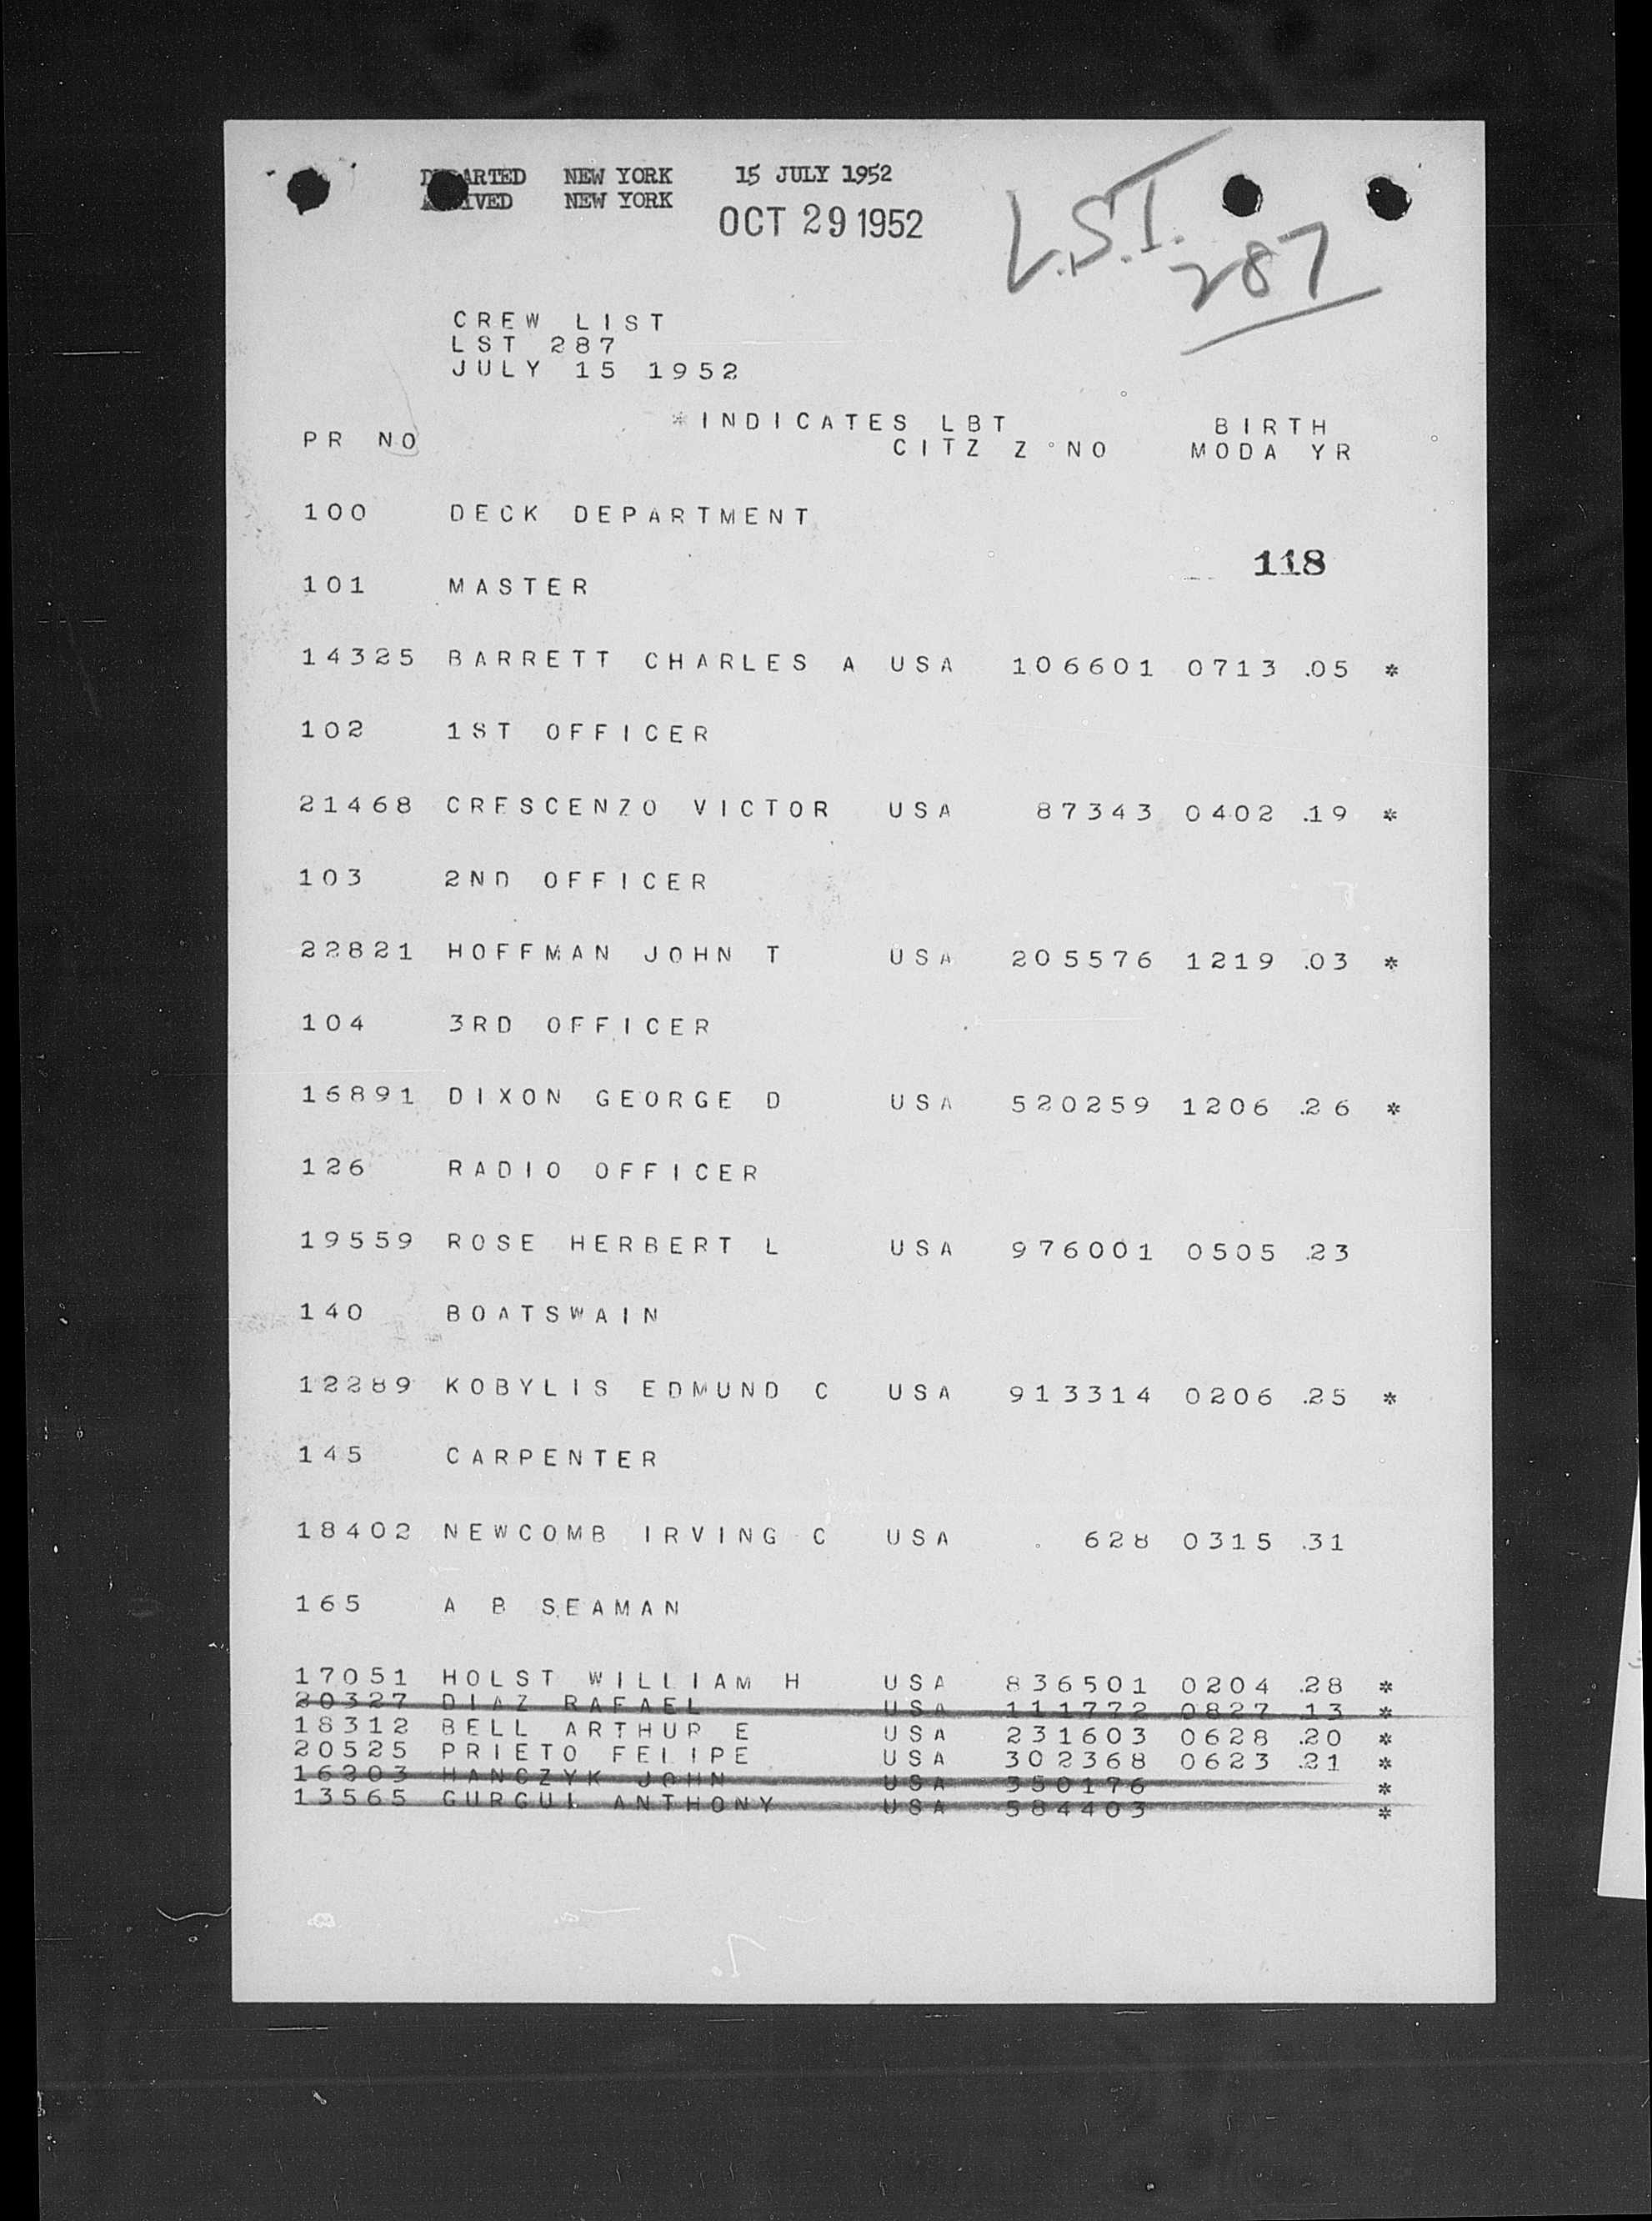 DEPARTED NEW YORK 15 JULY 1952
ARRIVED NEW YORK
OCT 29 1952
L.S.T.
287
CREW LIST
LST 287
JULY 15 1952
*INDICATES LBT BIRTH
PR NO CITZ Z NO MODA YR
100 DECK DEPARTMENT
118
101 MASTER
14325 BARRETT CHARLES A USA 106601 0713 .05 *
102 1ST OFFICER
21468 CRESCENZO VICTOR USA 87343 0402 .19 *
103 2ND OFFICER
22821 HOFFMAN JOHN T USA 205576 1219 .03 *
104 3RD OFFICER
16891 DIXON GEORGE D USA 520259 1206 .26 *
126 RADIO OFFICER
19559 ROSE HERBERT L USA 976001 0505 .23
140 BOATSWAIN
12289 KOBYLIS EDMUND C USA 913314 0206 .25 *
145 CARPENTER
18402 NEWCOMB IRVING C USA 628 0315 .31
165 A B SEAMAN
17051 HOLST WILLIAM H USA 836501 0204 .28 *
20327 DIAZ RAFAEL USA 111772 0827 .13 *
18312 BELL ARTHUR E USA 231603 0628 .20 *
20525 PRIETO FELIPE USA 302368 0623 .21 *
16203 HANCZYK JOHN USA 350176 *
13565 GURGUL ANTHONY USA 584403 *